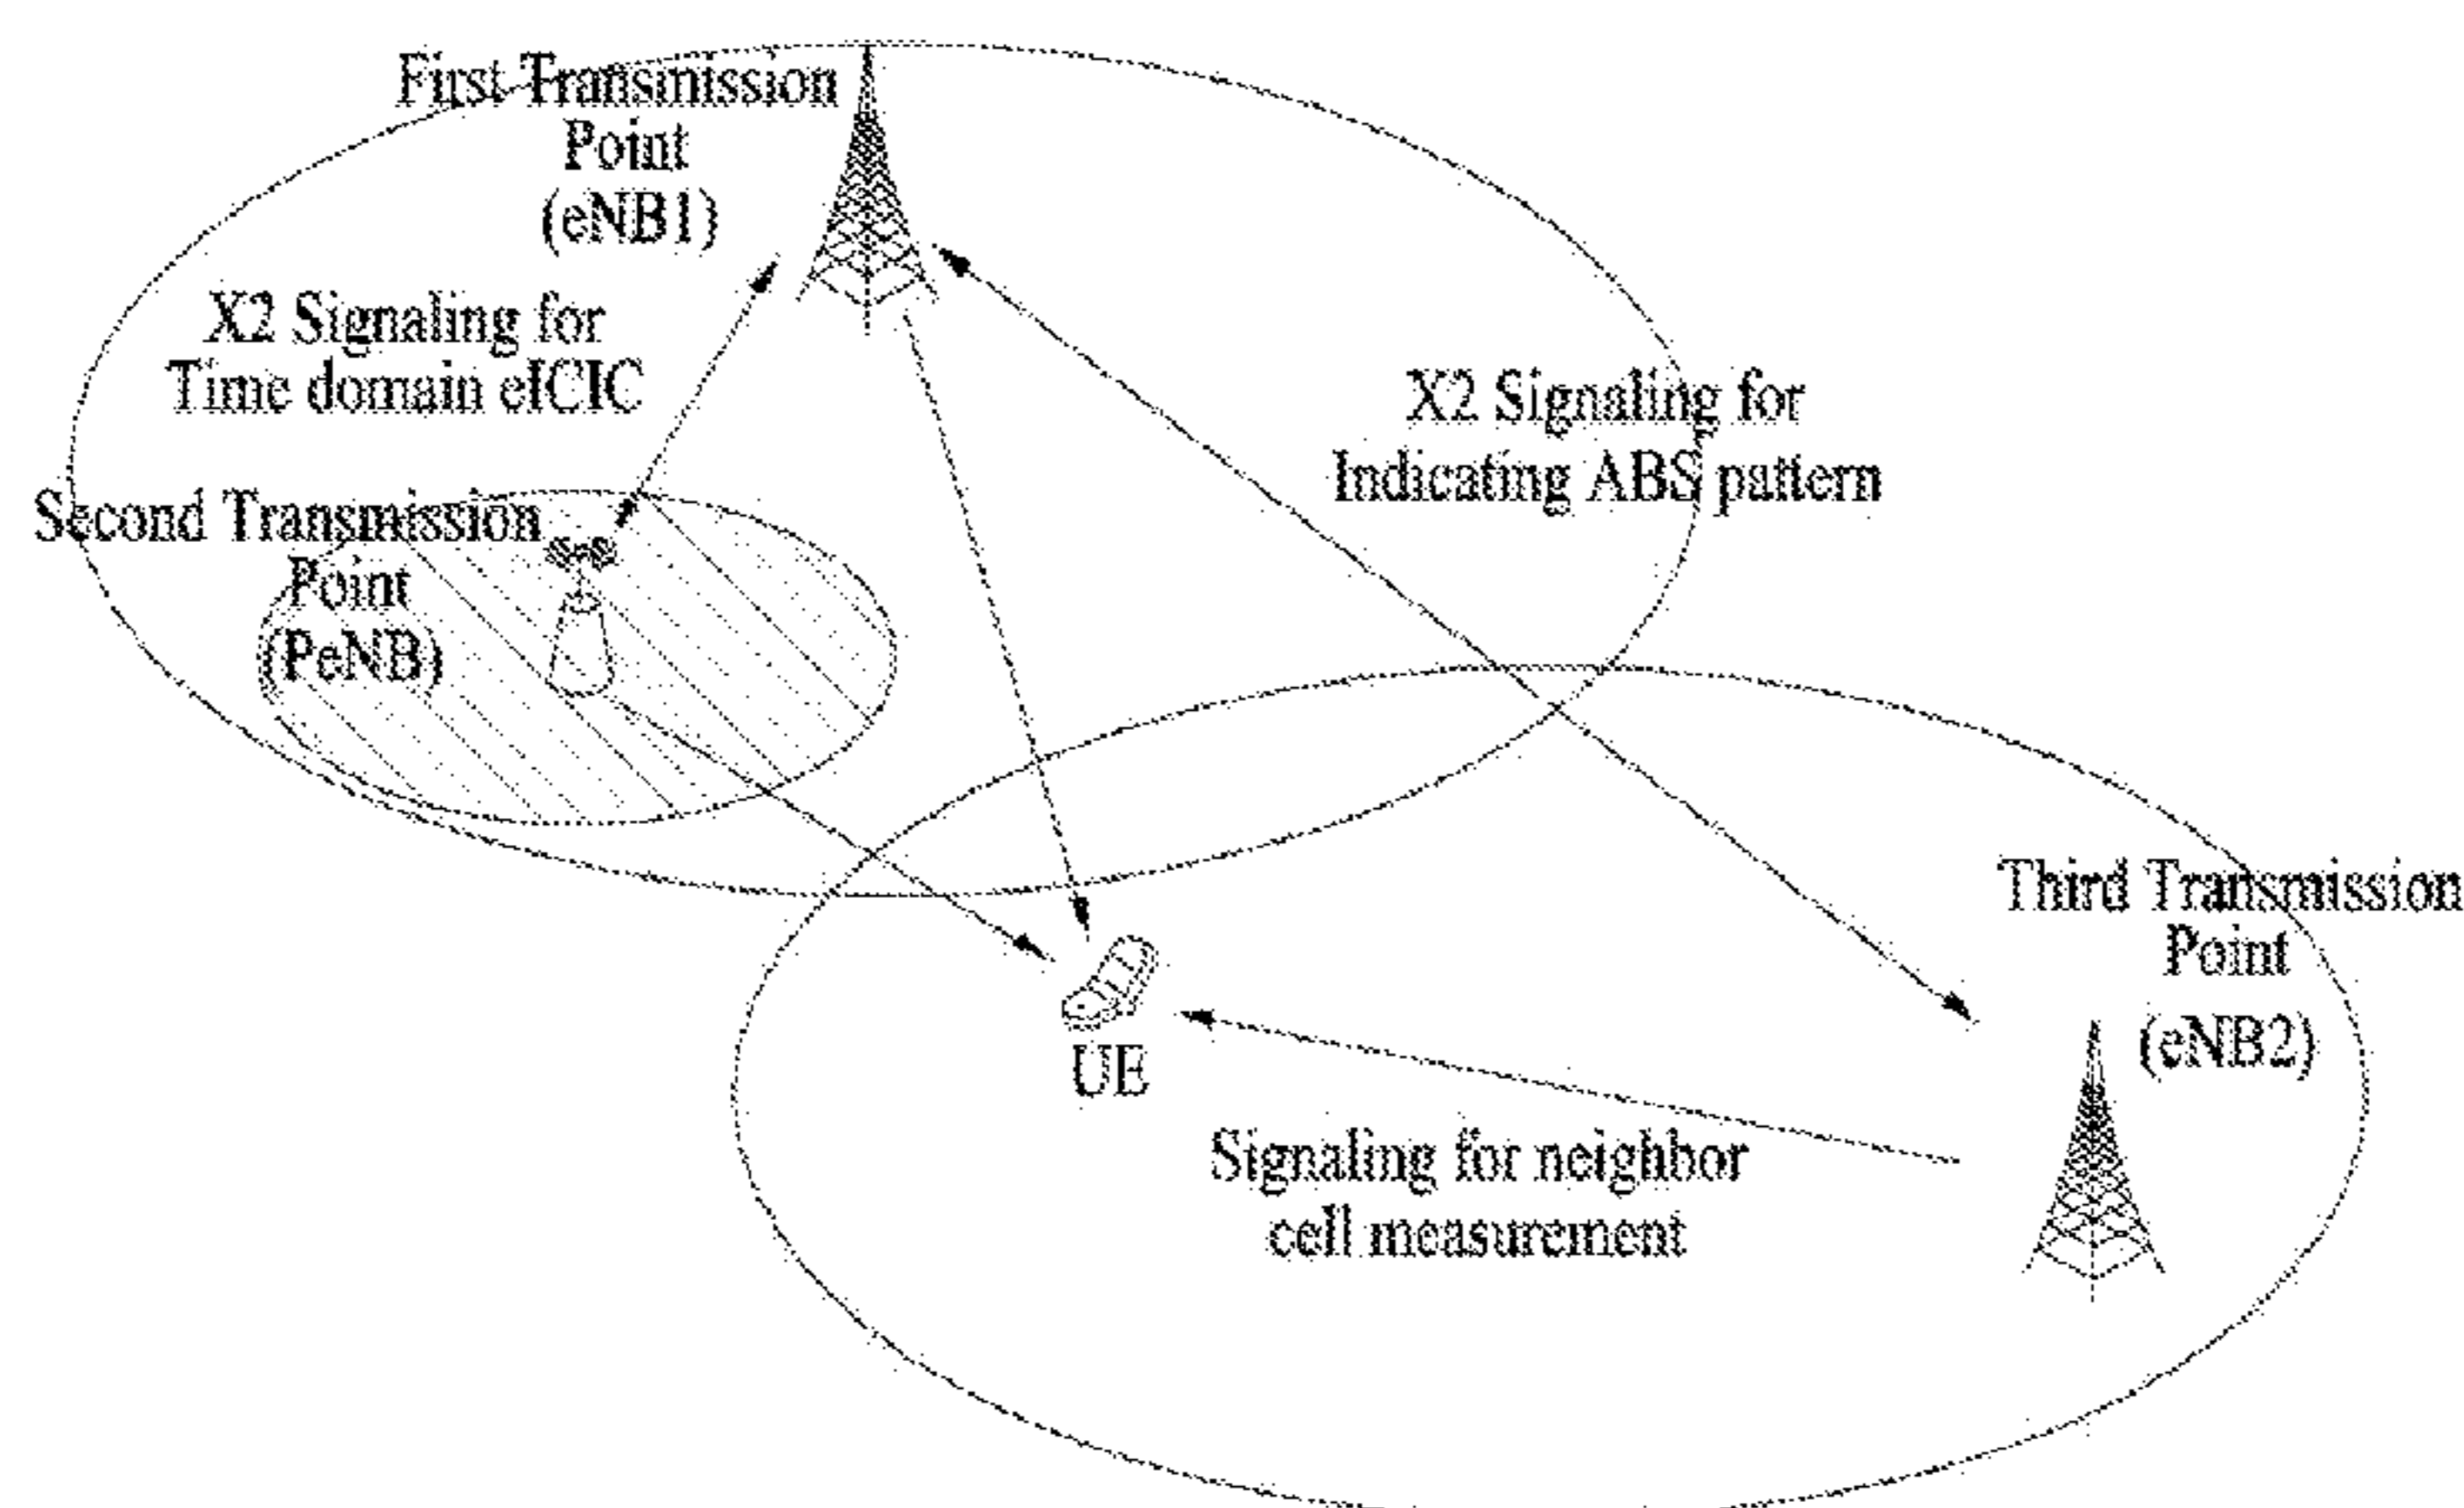 First Transmission
Point
(eNB1)
X2 Signaling for
Time domain eICIC
X2 Signaling for
Indicating ABS pattern
Second Transmission
Point
(PeNB)
Third Transmission
Point
(eNB2)
UE
Signaling for neighbor
cell measurement